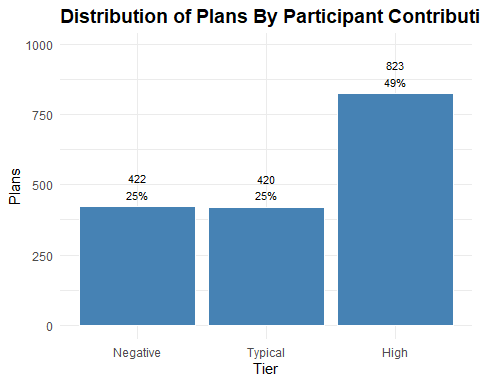 Distribution of Plans By Participant Contributi
1000
823
49%
750
422
420
500
25%
25%
250
0
Plans
Negative
Typical
High
Tier